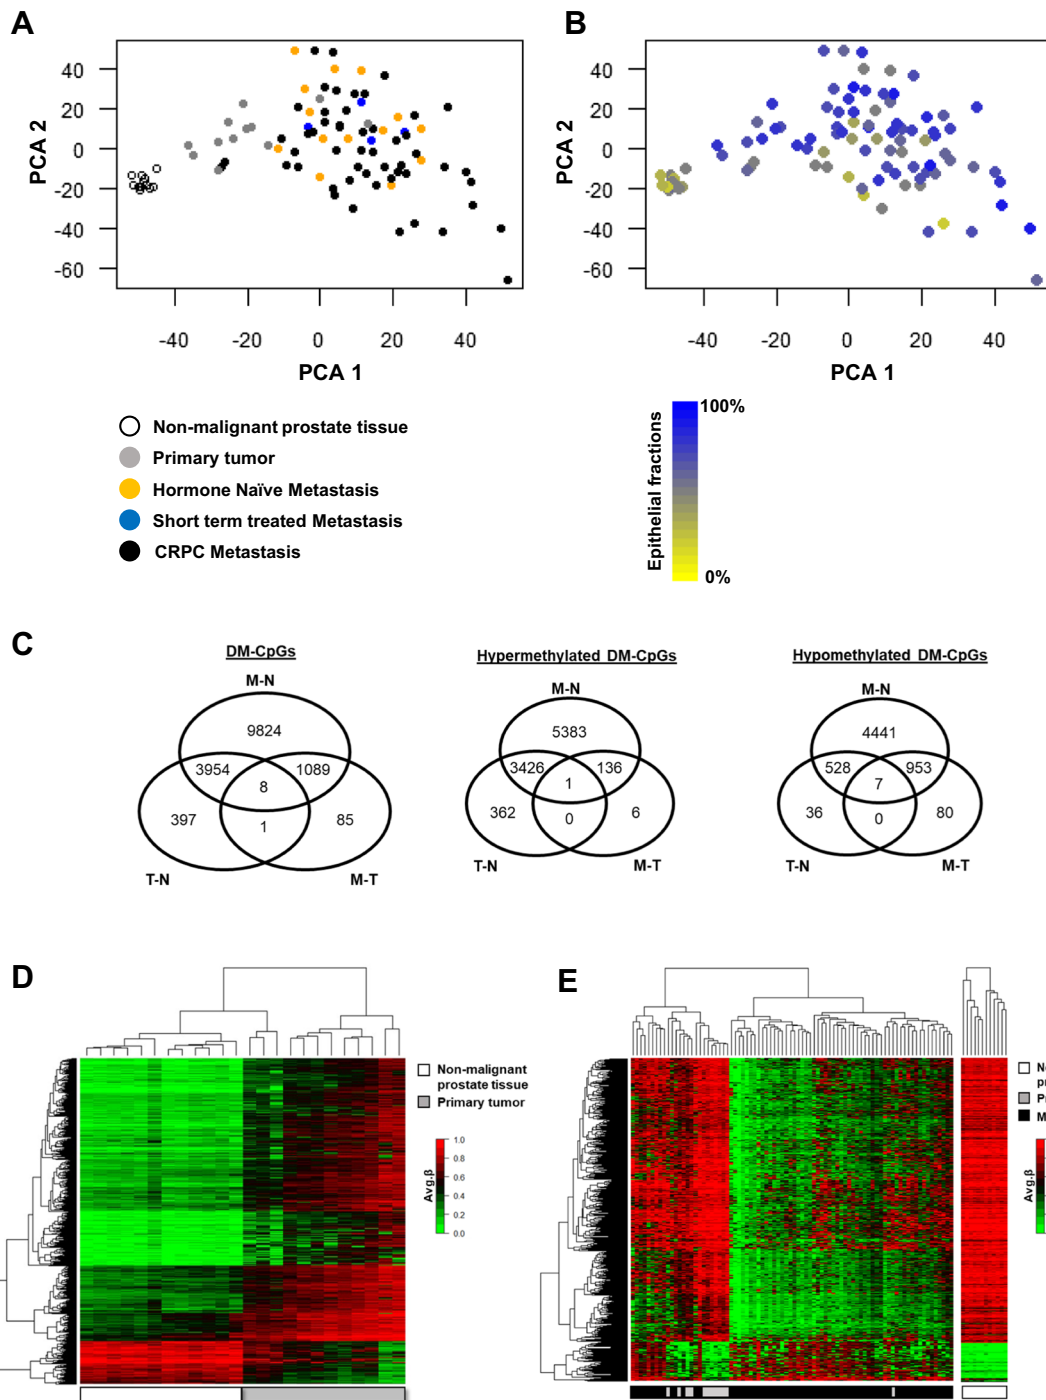 A
B
PCA 2
40
20
0
-20
-40
-60
-40
-20
0
20
40
PCA 1
PCA 2
40
20
0
-20
-40
-60
-40
-20
0
20
40
PCA 1
Non-malignant prostate tissue
Primary tumor
Hormone Naïve Metastasis
Short term treated Metastasis
CRPC Metastasis
Epithelial fractions
100%
0%
C
DM-CpGs
M-N
9824
3954
1089
8
397
1
85
T-N
M-T
Hypermethylated DM-CpGs
M-N
5383
3426
136
1
362
0
6
T-N
M-T
Hypomethylated DM-CpGs
M-N
4441
528
953
7
36
0
80
T-N
M-T
D
Non-malignant
prostate tissue
Primary tumor
Avg.β
1.0
0.8
0.6
0.4
0.2
0.0
E
M
Avg.β